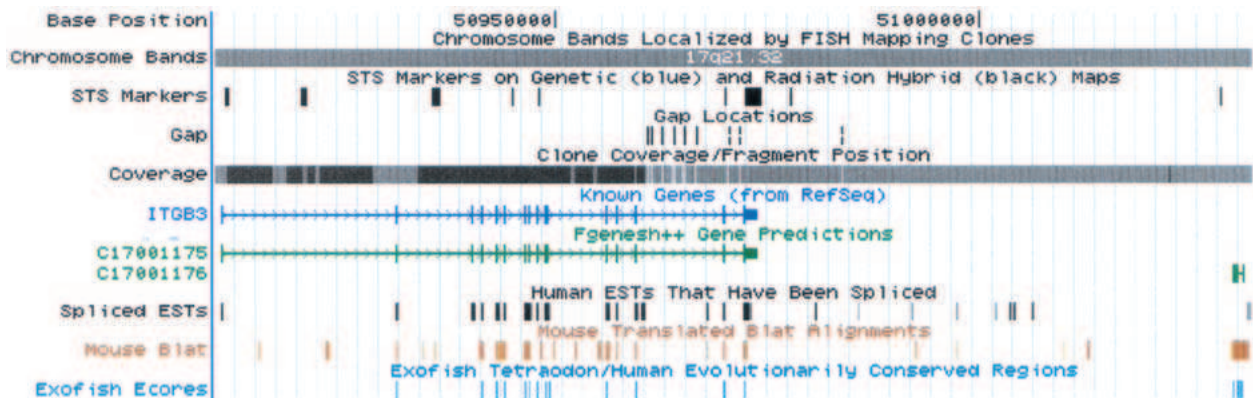 Base Position 50950000| 51000000|
Chromosome Bands Localized by FISH Mapping Clones
Chromosome Bands 17q21.32
STS Markers on Genetic (blue) and Radiation Hybrid (black) Maps
STS Markers
Gap Locations
Gap
Clone Coverage/Fragment Position
Coverage
Known Genes (from RefSeq)
ITGB3
Fgenesh++ Gene Predictions
C17001175
C17001176
Human ESTs That Have Been Spliced
Spliced ESTs
Mouse Translated Blat Alignments
Mouse Blat
Exofish Tetraodon/Human Evolutionarily Conserved Regions
Exofish Ecores